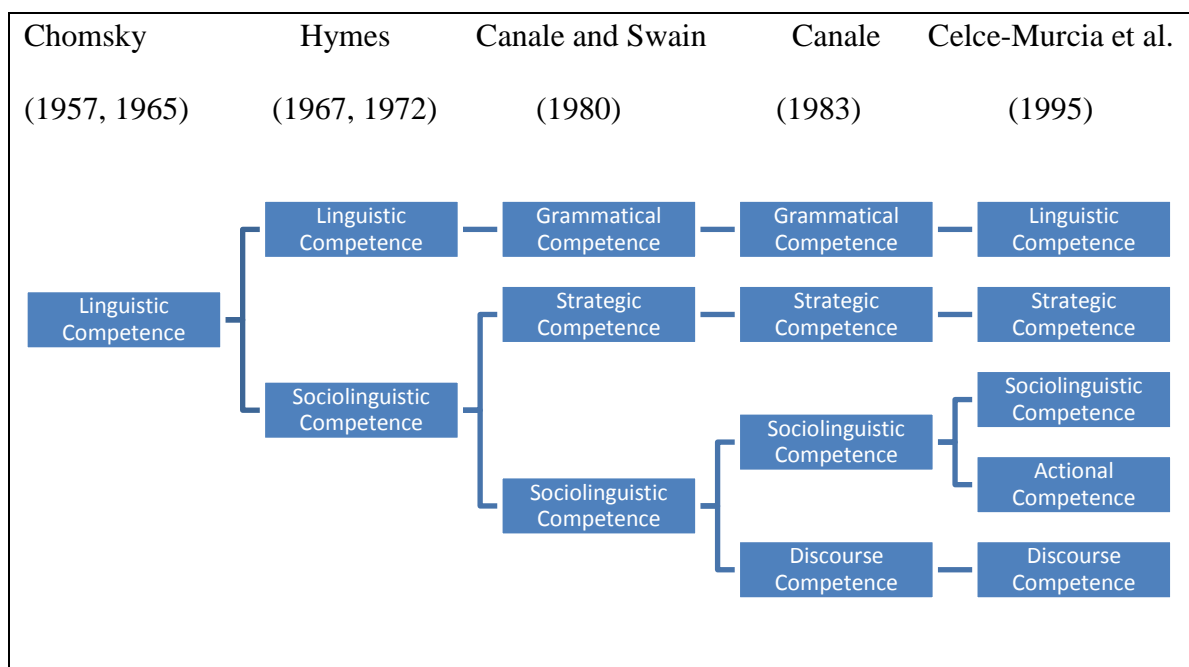 Chomsky Hymes Canale and Swain Canale Celce-Murcia et al.
(1957, 1965) (1967, 1972) (1980) (1983) (1995)
Linguistic
Competence
Linguistic
Competence
Sociolinguistic
Competence
Grammatical
Competence
Strategic
Competence
Sociolinguistic
Competence
Grammatical
Competence
Strategic
Competence
Sociolinguistic
Competence
Discourse
Competence
Linguistic
Competence
Strategic
Competence
Sociolinguistic
Competence
Actional
Competence
Discourse
Competence